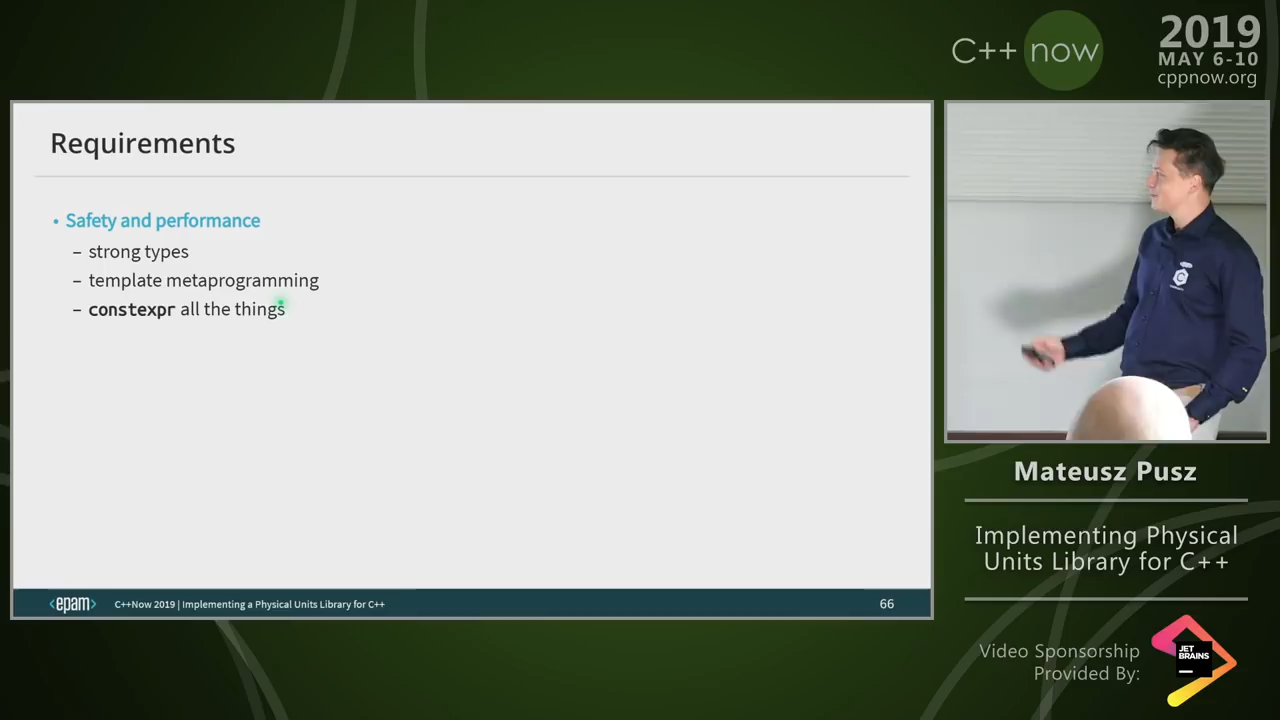 C++ now
2019
MAY 6-10
cppnow.org
Requirements
• Safety and performance
– strong types
– template metaprogramming
– constexpr all the things
<epam>
C++Now 2019 | Implementing a Physical Units Library for C++
66
Mateusz Pusz
Implementing Physical
Units Library for C++
Video Sponsorship
Provided By:
JET
BRAINS